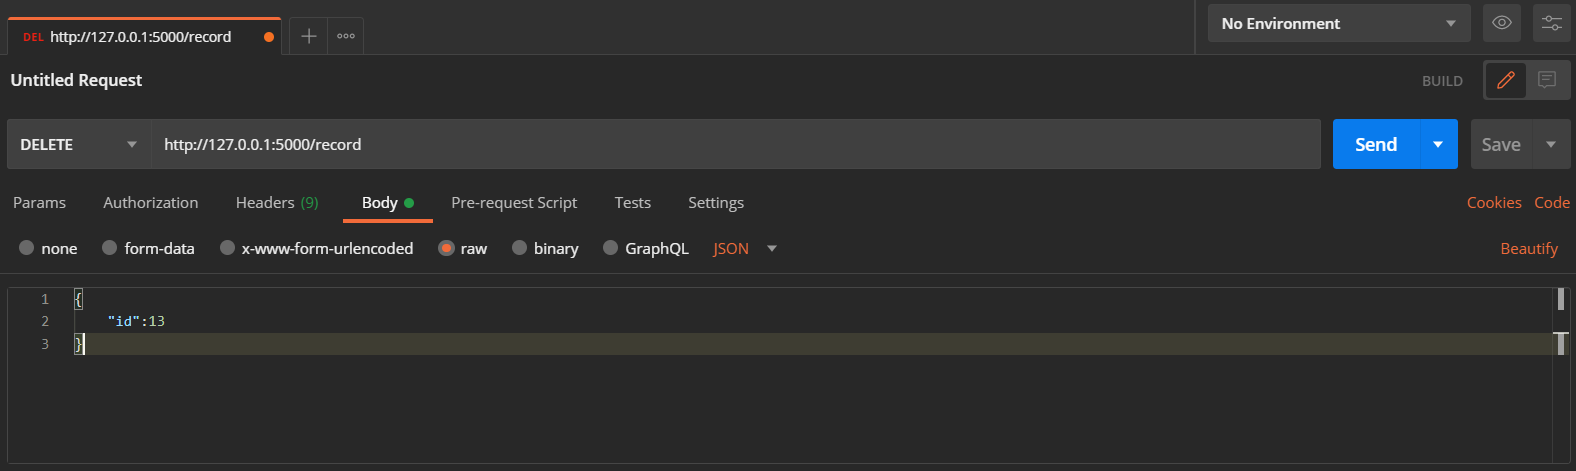 DEL http://127.0.0.1:5000/record
No Environment
Untitled Request
BUILD
DELETE http://127.0.0.1:5000/record Send Save
Params Authorization Headers (9) Body Pre-request Script Tests Settings Cookies Code
none form-data x-www-form-urlencoded raw binary GraphQL JSON Beautify
1 {
2 "id":13
3 }